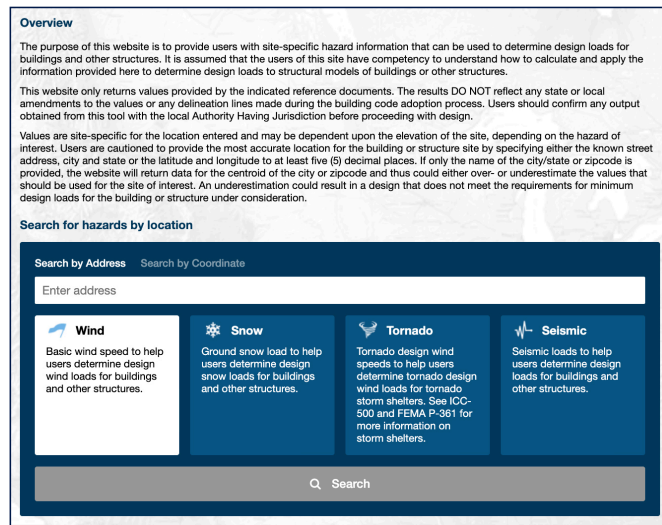 Overview
The purpose of this website is to provide users with site-specific hazard information that can be used to determine design loads for
buildings and other structures. It is assumed that the users of this site have competency to understand how to calculate and apply the
information provided here to determine design loads to structural models of buildings or other structures.
This website only returns values provided by the indicated reference documents. The results DO NOT reflect any state or local
amendments to the values or any delineation lines made during the building code adoption process. Users should confirm any output
obtained from this tool with the local Authority Having Jurisdiction before proceeding with design.
Values are site-specific for the location entered and may be dependent upon the elevation of the site, depending on the hazard of
interest. Users are cautioned to provide the most accurate location for the building or structure site by specifying either the known street
address, city and state or the latitude and longitude to at least five (5) decimal places. If only the name of the city/state or zipcode is
provided, the website will return data for the centroid of the city or zipcode and thus could either over- or underestimate the values that
should be used for the site of interest. An underestimation could result in a design that does not meet the requirements for minimum
design loads for the building or structure under consideration.
Search for hazards by location
Search by Address Search by Coordinate
Enter address
Wind
Basic wind speed to help
users determine design
wind loads for buildings
and other structures.
Snow
Ground snow load to help
users determine design
snow loads for buildings
and other structures.
Tornado
Tornado design wind
speeds to help users
determine tornado design
wind loads for tornado
storm shelters. See ICC-
500 and FEMA P-361 for
more information on
storm shelters.
Seismic
Seismic loads to help
users determine design
loads for buildings and
other structures.
Search